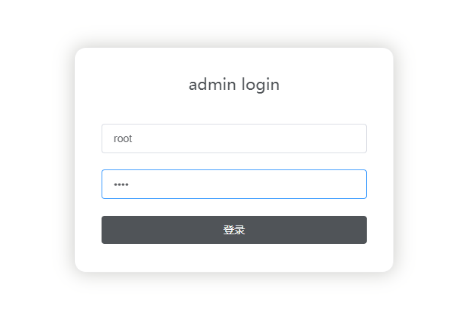 admin login
root
••••
登录